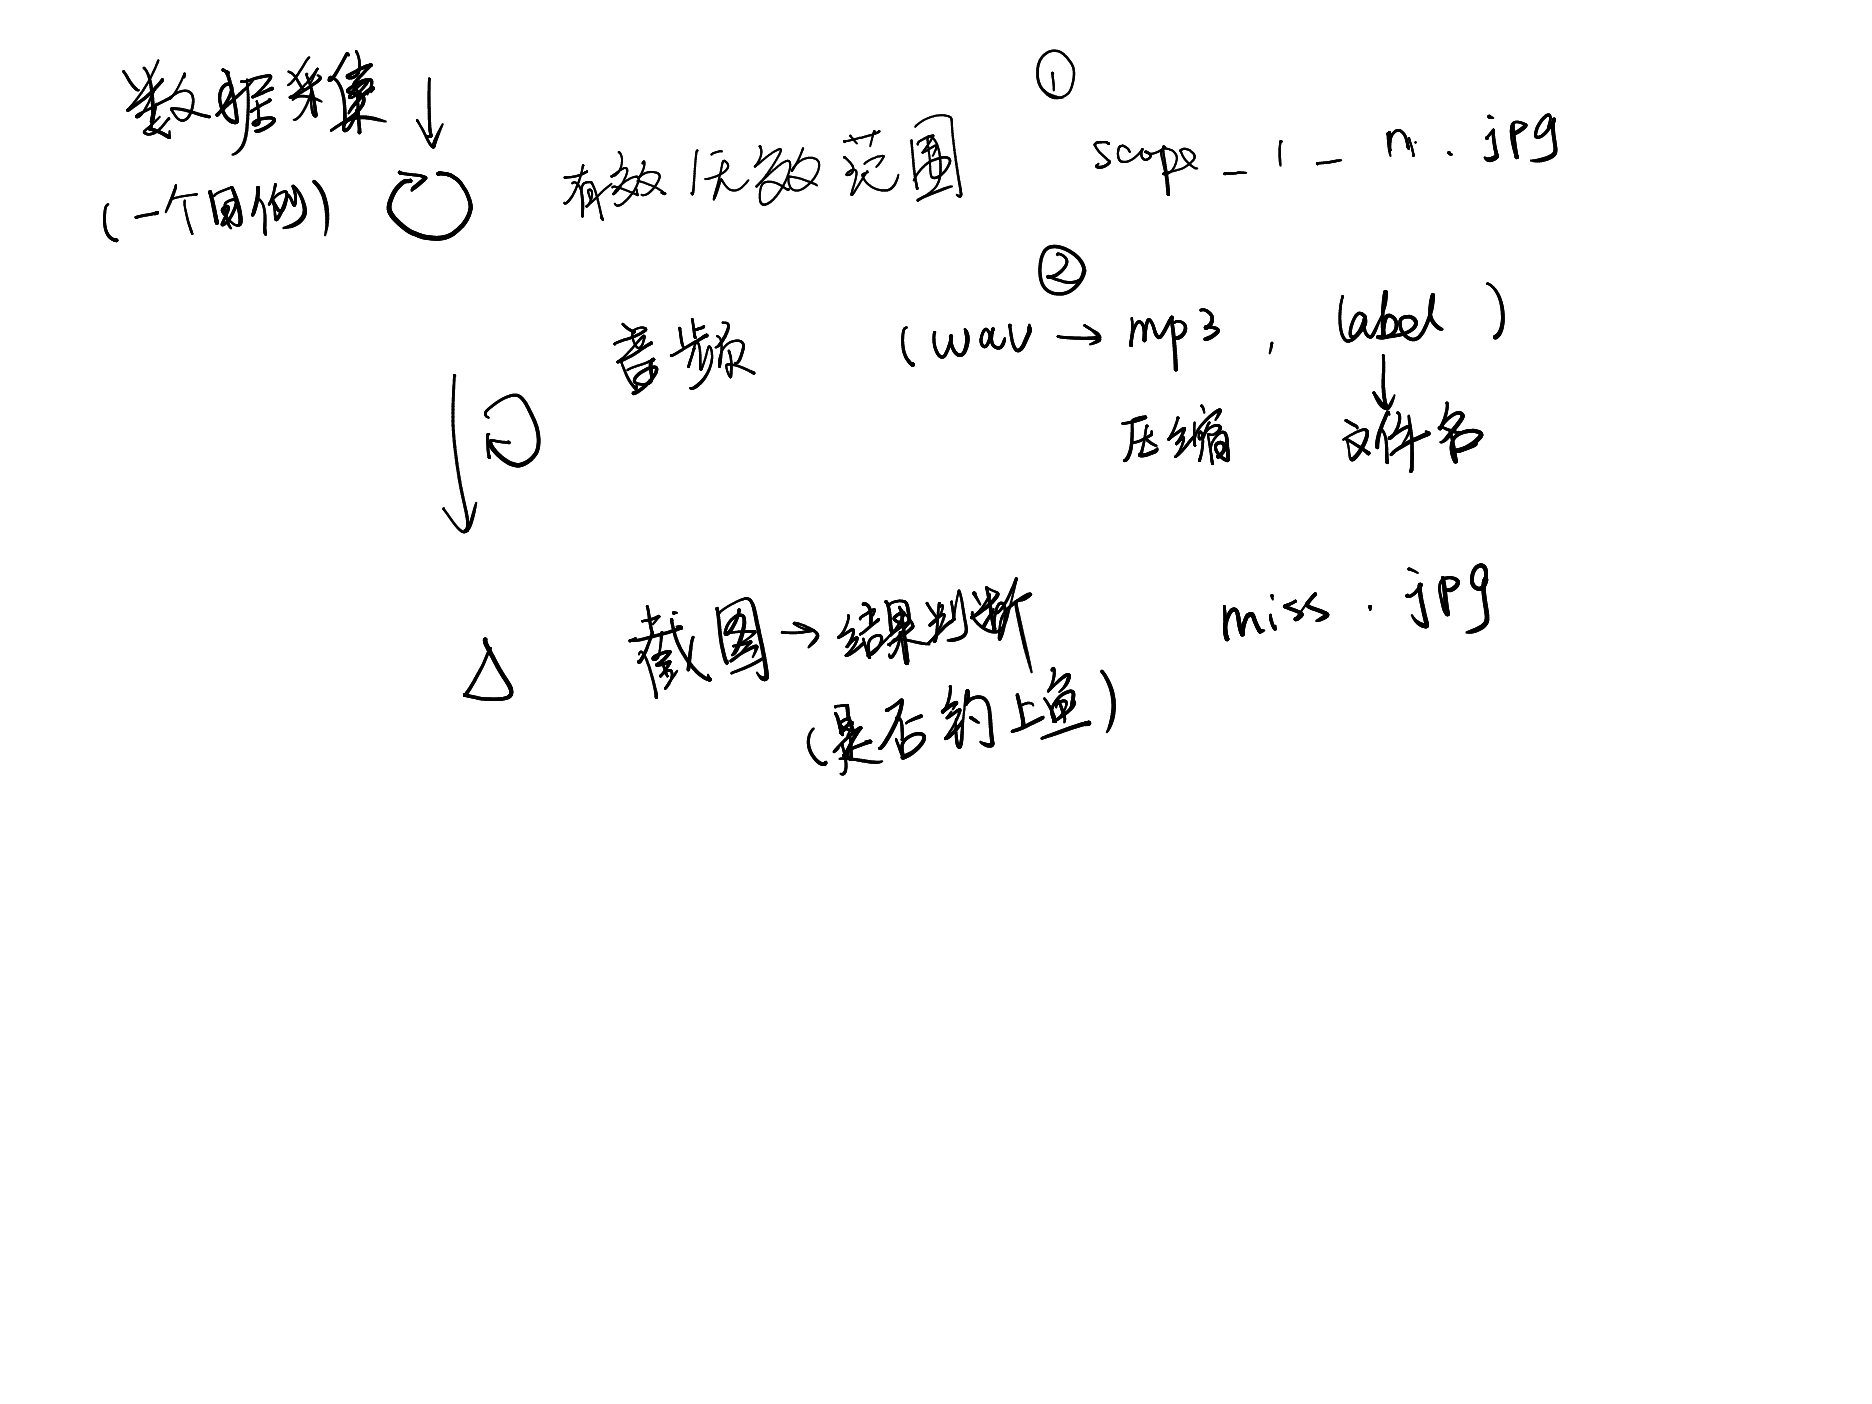 数据采集 ↓
①
(一个用例)
有效/无效范围 scope_1_n.jpg
②
音频 (wav → mp3, label)
压缩 文件名
截图→结果判断 miss.jpg
(是否钓上鱼)